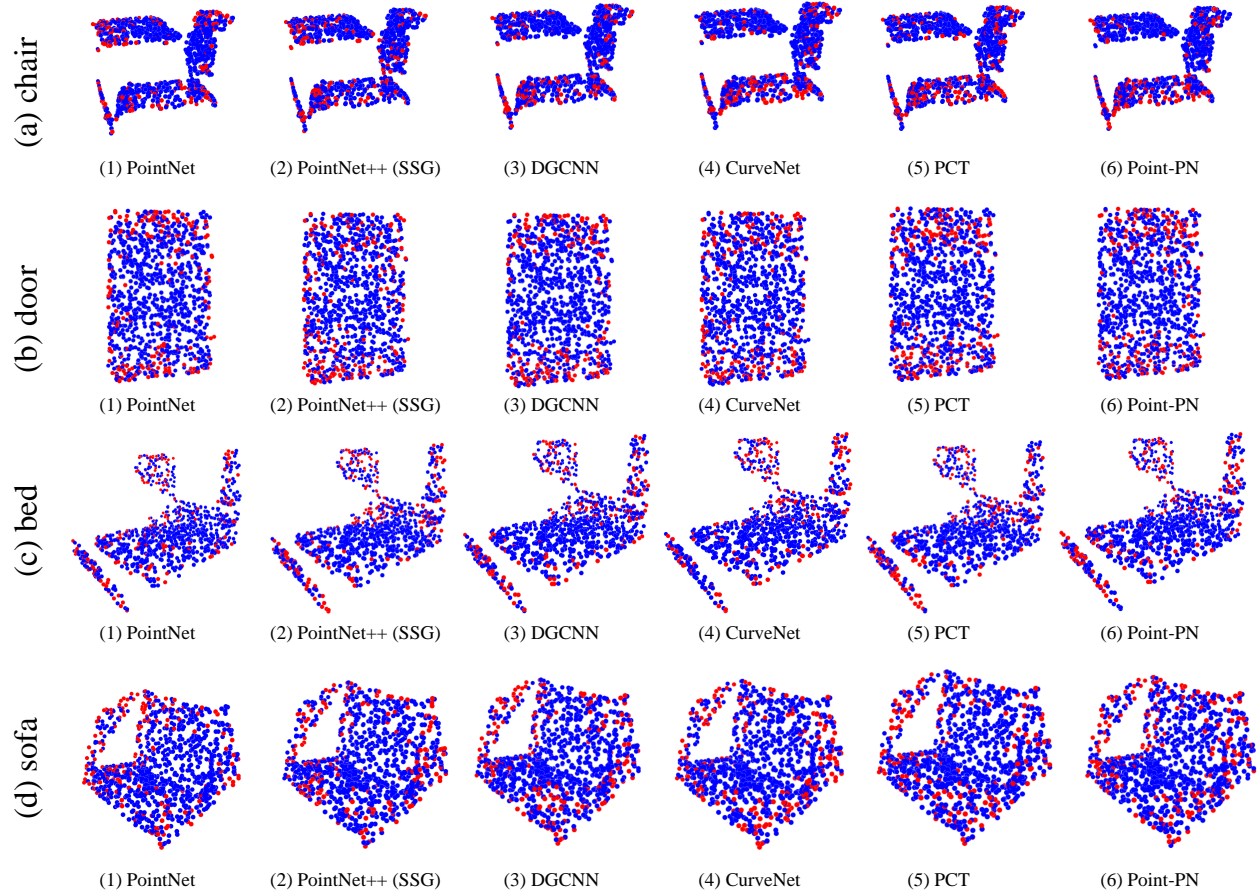 (a) chair
(1) PointNet (2) PointNet++ (SSG) (3) DGCNN (4) CurveNet (5) PCT (6) Point-PN
(b) door
(1) PointNet (2) PointNet++ (SSG) (3) DGCNN (4) CurveNet (5) PCT (6) Point-PN
(c) bed
(1) PointNet (2) PointNet++ (SSG) (3) DGCNN (4) CurveNet (5) PCT (6) Point-PN
(d) sofa
(1) PointNet (2) PointNet++ (SSG) (3) DGCNN (4) CurveNet (5) PCT (6) Point-PN